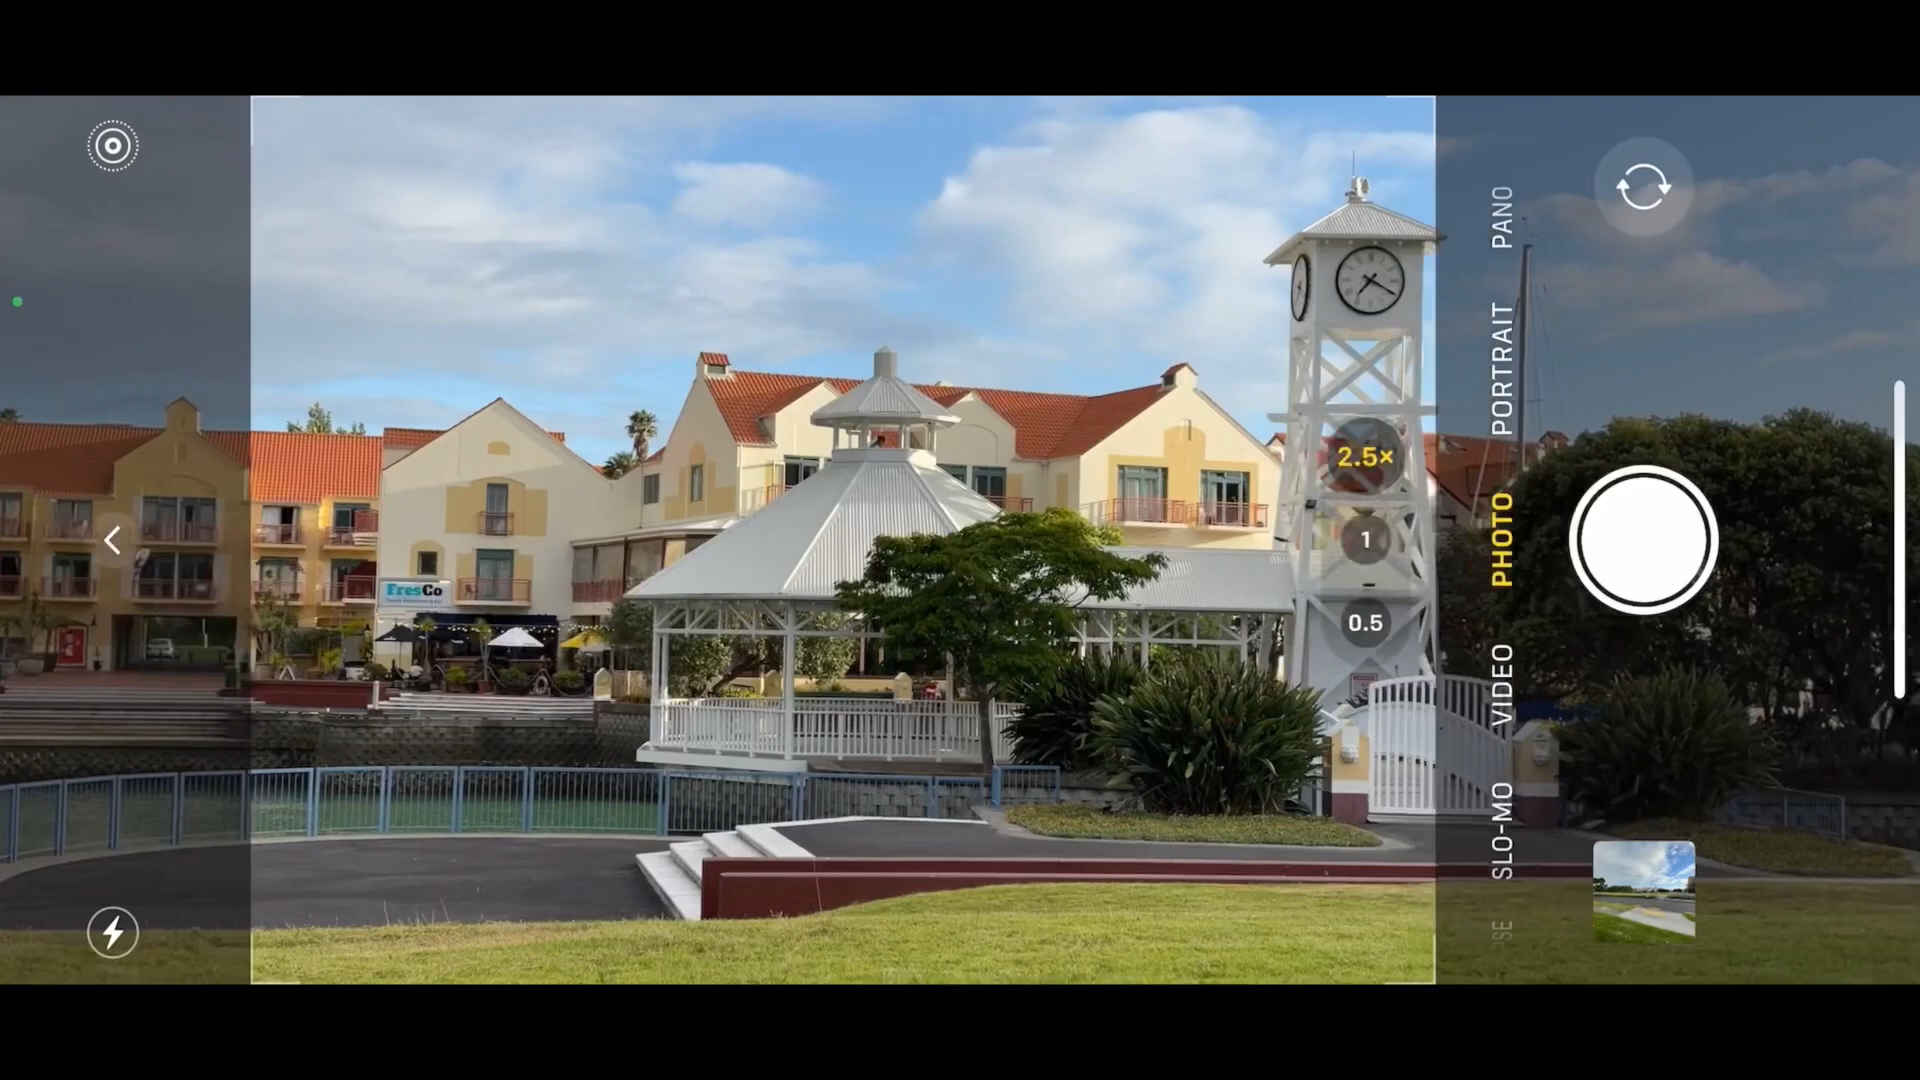 PANO
PORTRAIT
PHOTO
VIDEO
SLO-MO
2.5×
1
0.5
FresCo